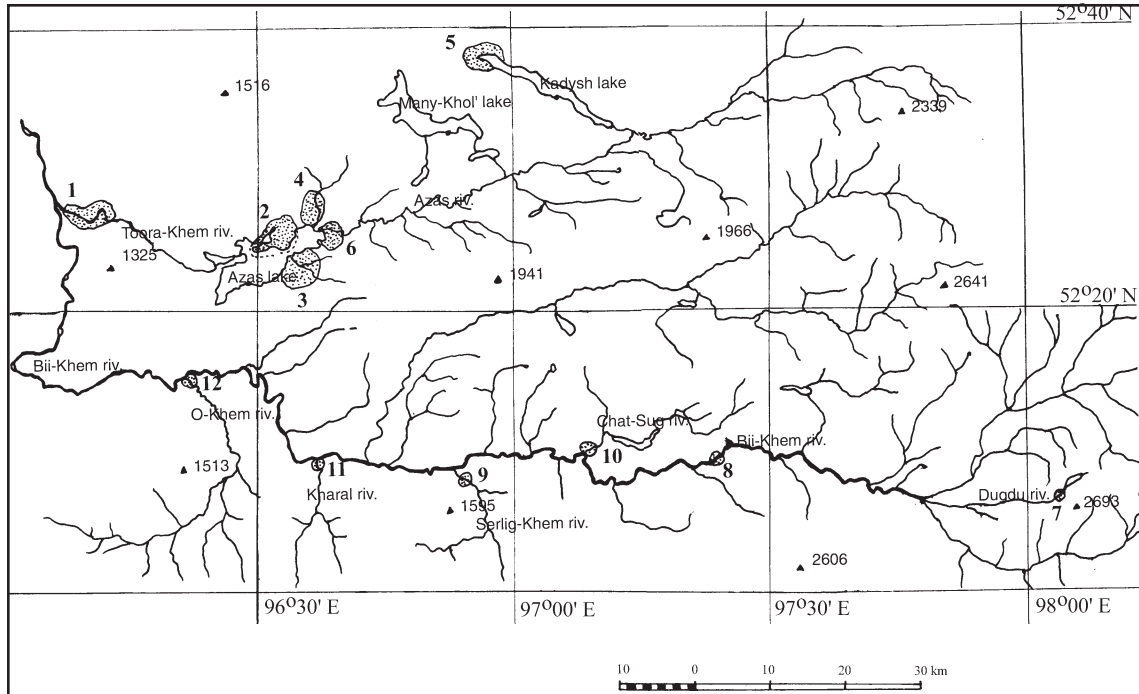 52°40' N
5
Kadysh lake
1516
Many-Khol' lake
2339
4
1
Azas riv.
2
Toora-Khem riv.
6
1966
1325
Azas lake
1941
2641
3
52°20' N
Bii-Khem riv.
12
O-Khem riv.
Chat-Sug riv.
Bii-Khem riv.
10
8
1513
11
9
Kharal riv.
Dugdu riv.
7
2693
1595
Serlig-Khem riv.
2606
96°30' E
97°00' E
97°30' E
98°00' E
10 0 10 20 30 km